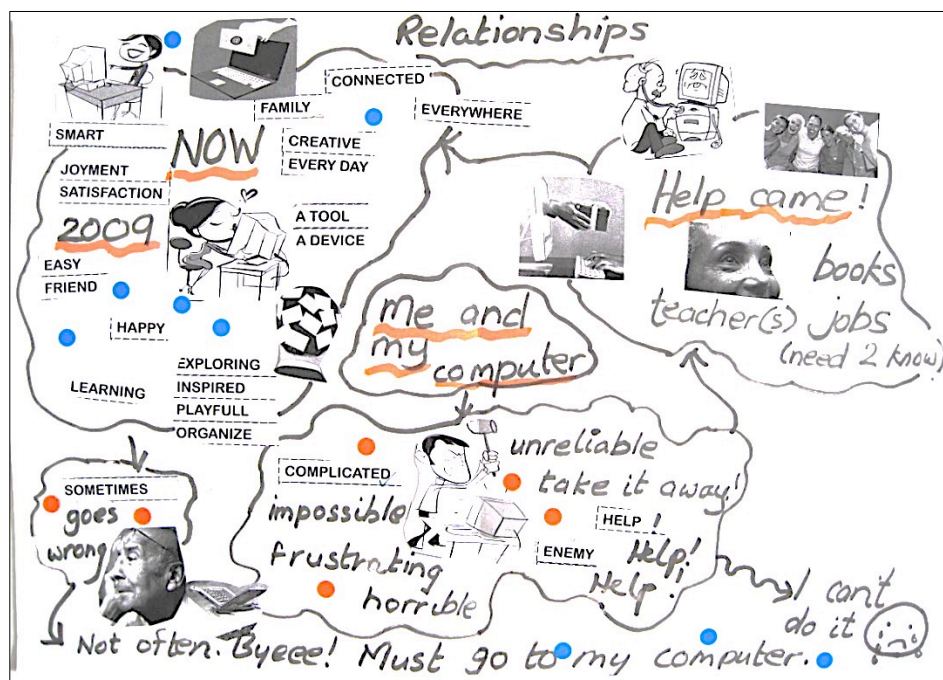 Relationships
me and
my
computer
COMPLICATED
impossible
frustrating
horrible
unreliable
take it away!
HELP !
ENEMY
Help!
Help!
I can't
do it
Help came!
books
teacher(s) jobs
(need 2 know)
CONNECTED
FAMILY
EVERYWHERE
SMART
NOW
CREATIVE
EVERY DAY
JOYMENT
SATISFACTION
2009
A TOOL
A DEVICE
EASY
FRIEND
HAPPY
EXPLORING
LEARNING
INSPIRED
PLAYFULL
ORGANIZE
SOMETIMES
goes
wrong
Not often. Byeee! Must go to my computer.